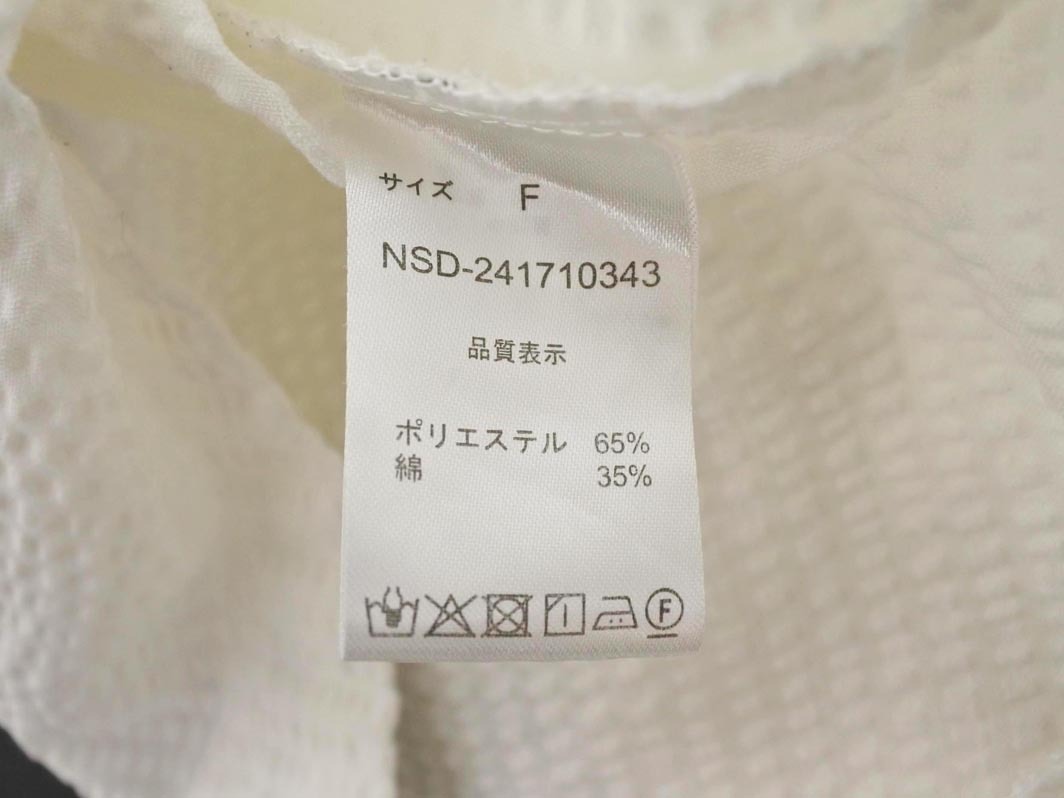 サイズ F
NSD-241710343
品質表示
ポリエステル 65%
綿 35%
F